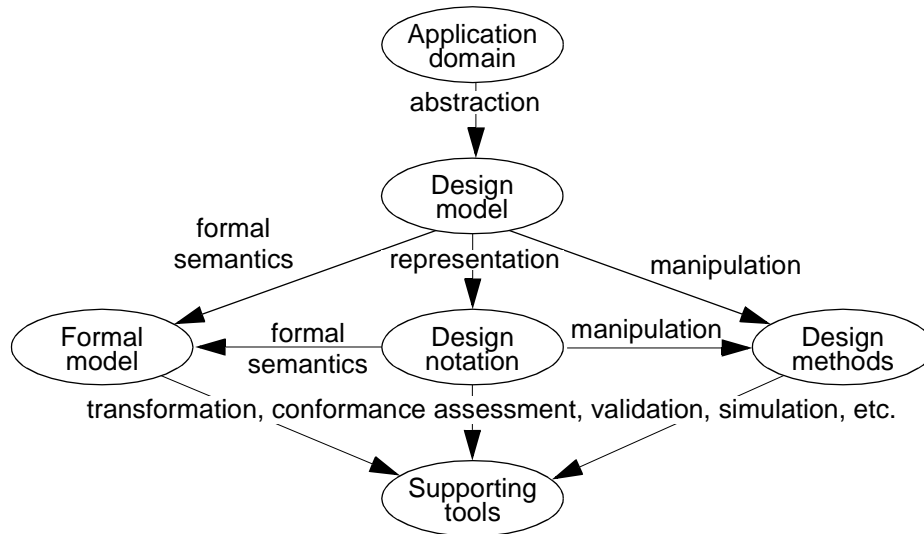 Application
domain
abstraction
Design
model
formal
semantics
representation
manipulation
Formal
model
formal
semantics
Design
notation
manipulation
Design
methods
transformation, conformance assessment, validation, simulation, etc.
Supporting
tools